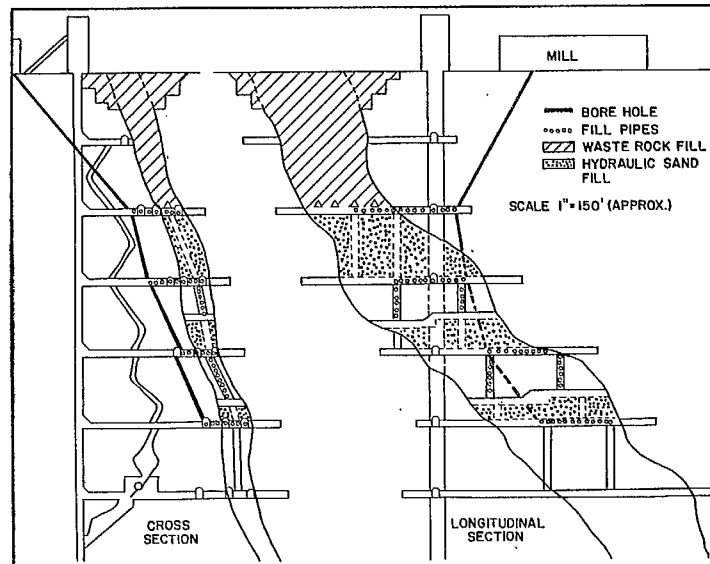 MILL
BORE HOLE
FILL PIPES
WASTE ROCK FILL
HYDRAULIC SAND
FILL
SCALE 1"=150' (APPROX.)
CROSS
SECTION
LONGITUDINAL
SECTION